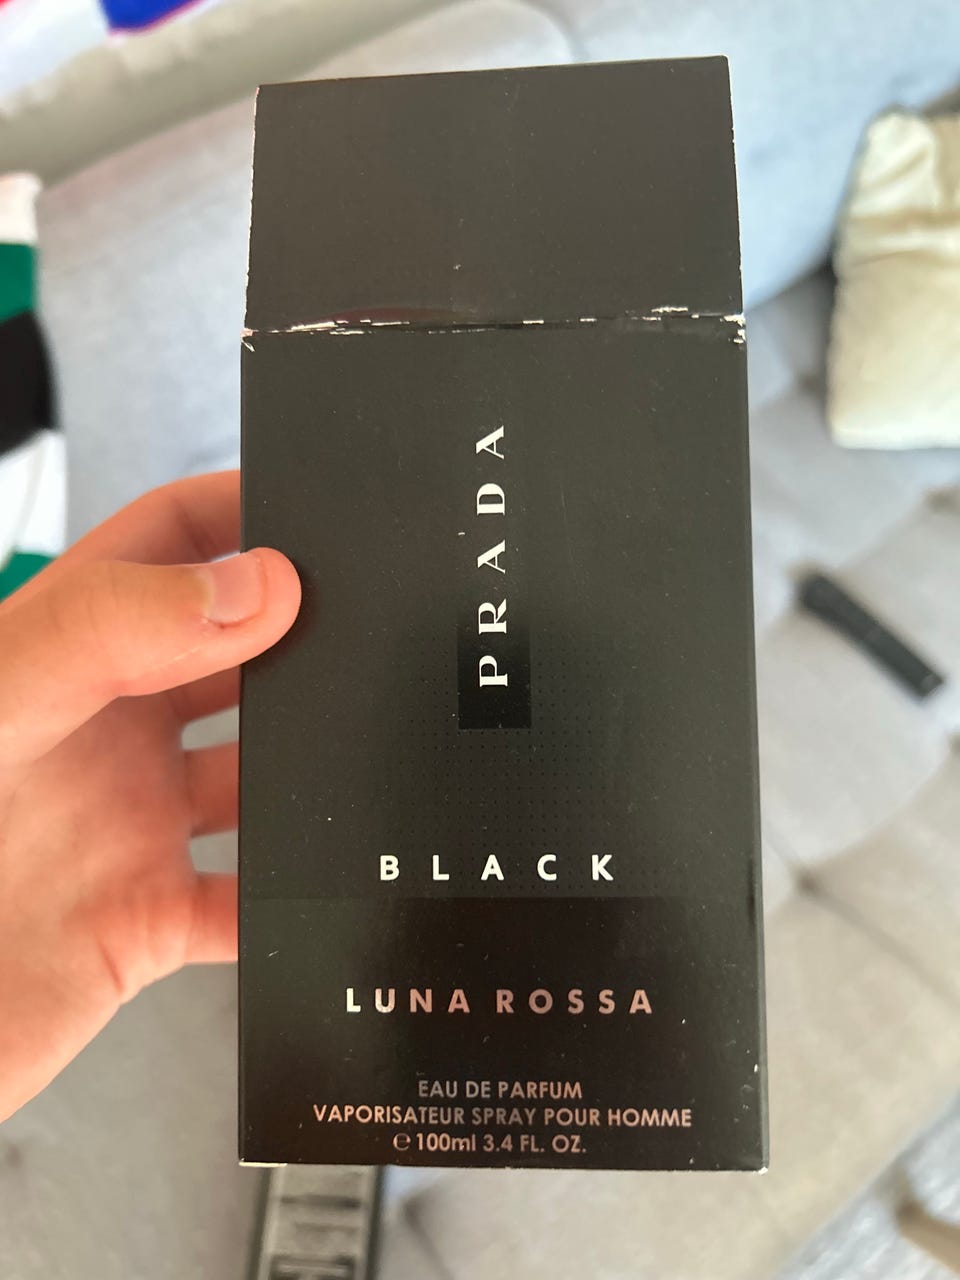 PRADA
BLACK
LUNA ROSSA
EAU DE PARFUM
VAPORISATEUR SPRAY POUR HOMME
℮ 100ml 3.4 FL. OZ.